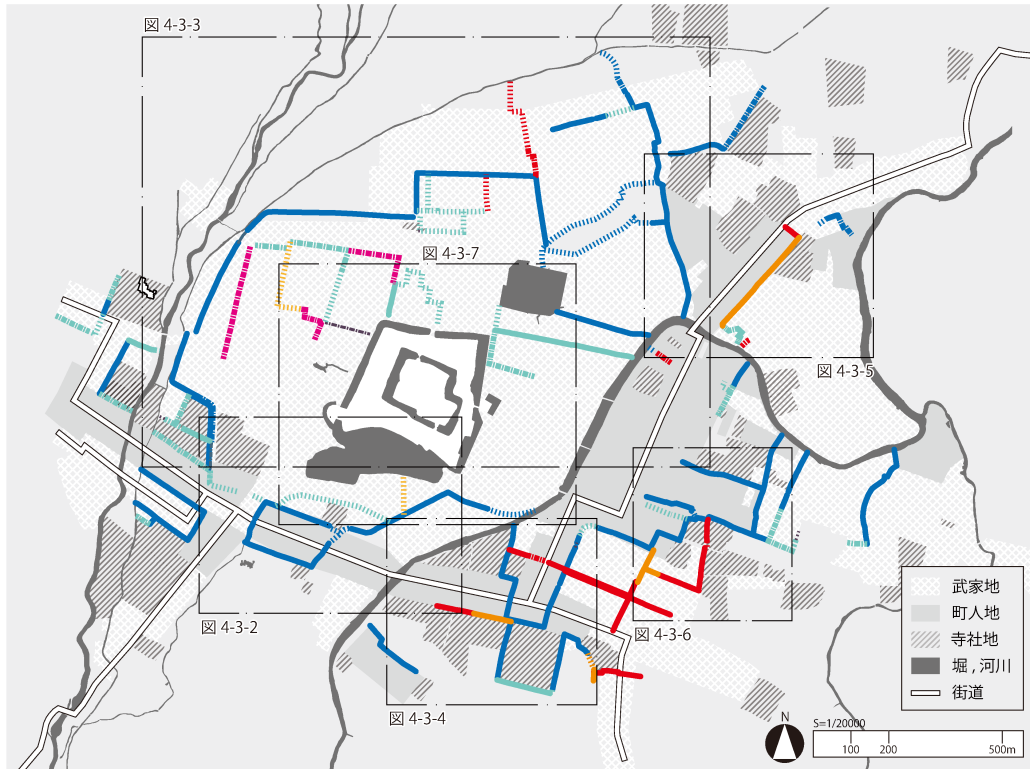 図 4-3-3
図 4-3-7
図 4-3-5
図 4-3-2
図 4-3-6
図 4-3-4
武家地
町人地
寺社地
堀 , 河川
街道
N
S=1/20000
100 200 500m